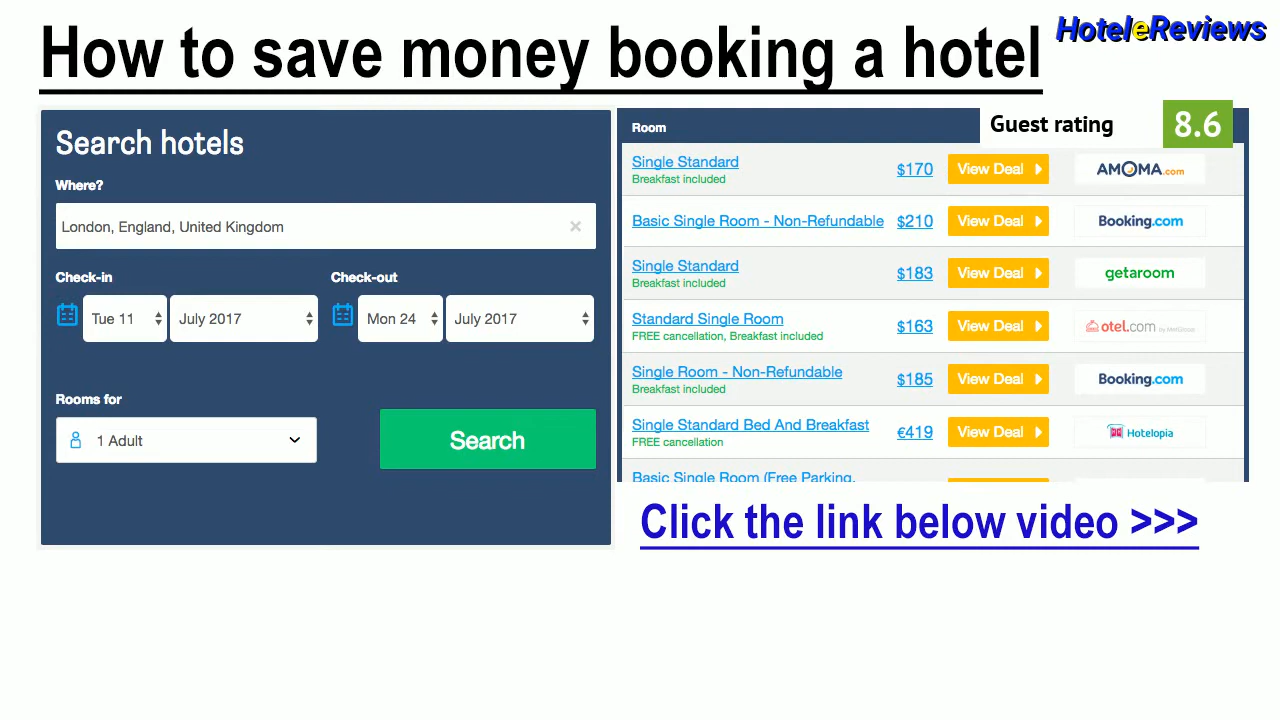 How to save money booking a hotel
HoteleReviews
Search hotels
Where?
London, England, United Kingdom
Check-in
Check-out
Tue 11
July 2017
Mon 24
July 2017
Rooms for
1 Adult
Search
Room
Guest rating
8.6
Single Standard
Breakfast included
$170
View Deal
AMOMA.com
Basic Single Room - Non-Refundable
$210
View Deal
Booking.com
Single Standard
Breakfast included
$183
View Deal
getaroom
Standard Single Room
FREE cancellation, Breakfast included
$163
View Deal
otel.com
Single Room - Non-Refundable
Breakfast included
$185
View Deal
Booking.com
Single Standard Bed And Breakfast
FREE cancellation
€419
View Deal
Hotelopia
Basic Single Room (Free Parking,
Click the link below video >>>